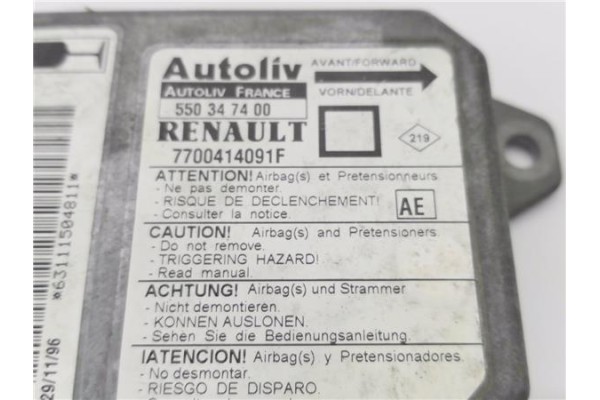 Autoliv
AUTOLIV FRANCE
550 34 74 00
RENAULT
7700414091F
AVANT/FORWARD
VORN/DELANTE
219
ATTENTION! Airbag(s) et Pretensionneurs
- Ne pas demonter.
- RISQUE DE DECLENCHEMENT!
- Consulter la notice.
AE
CAUTION! Airbag(s) and Pretensioners
- Do not remove.
- TRIGGERING HAZARD!
- Read manual.
ACHTUNG! Airbag(s) und Strammer
- Nicht demontieren.
- KONNEN AUSLONEN.
- Sehen Sie die Bedienungsanleitung.
!ATENCION! Airbag(s) y Pretensionadores.
- No desmontar.
- RIESGO DE DISPARO.
*631115504811*
29/11/96